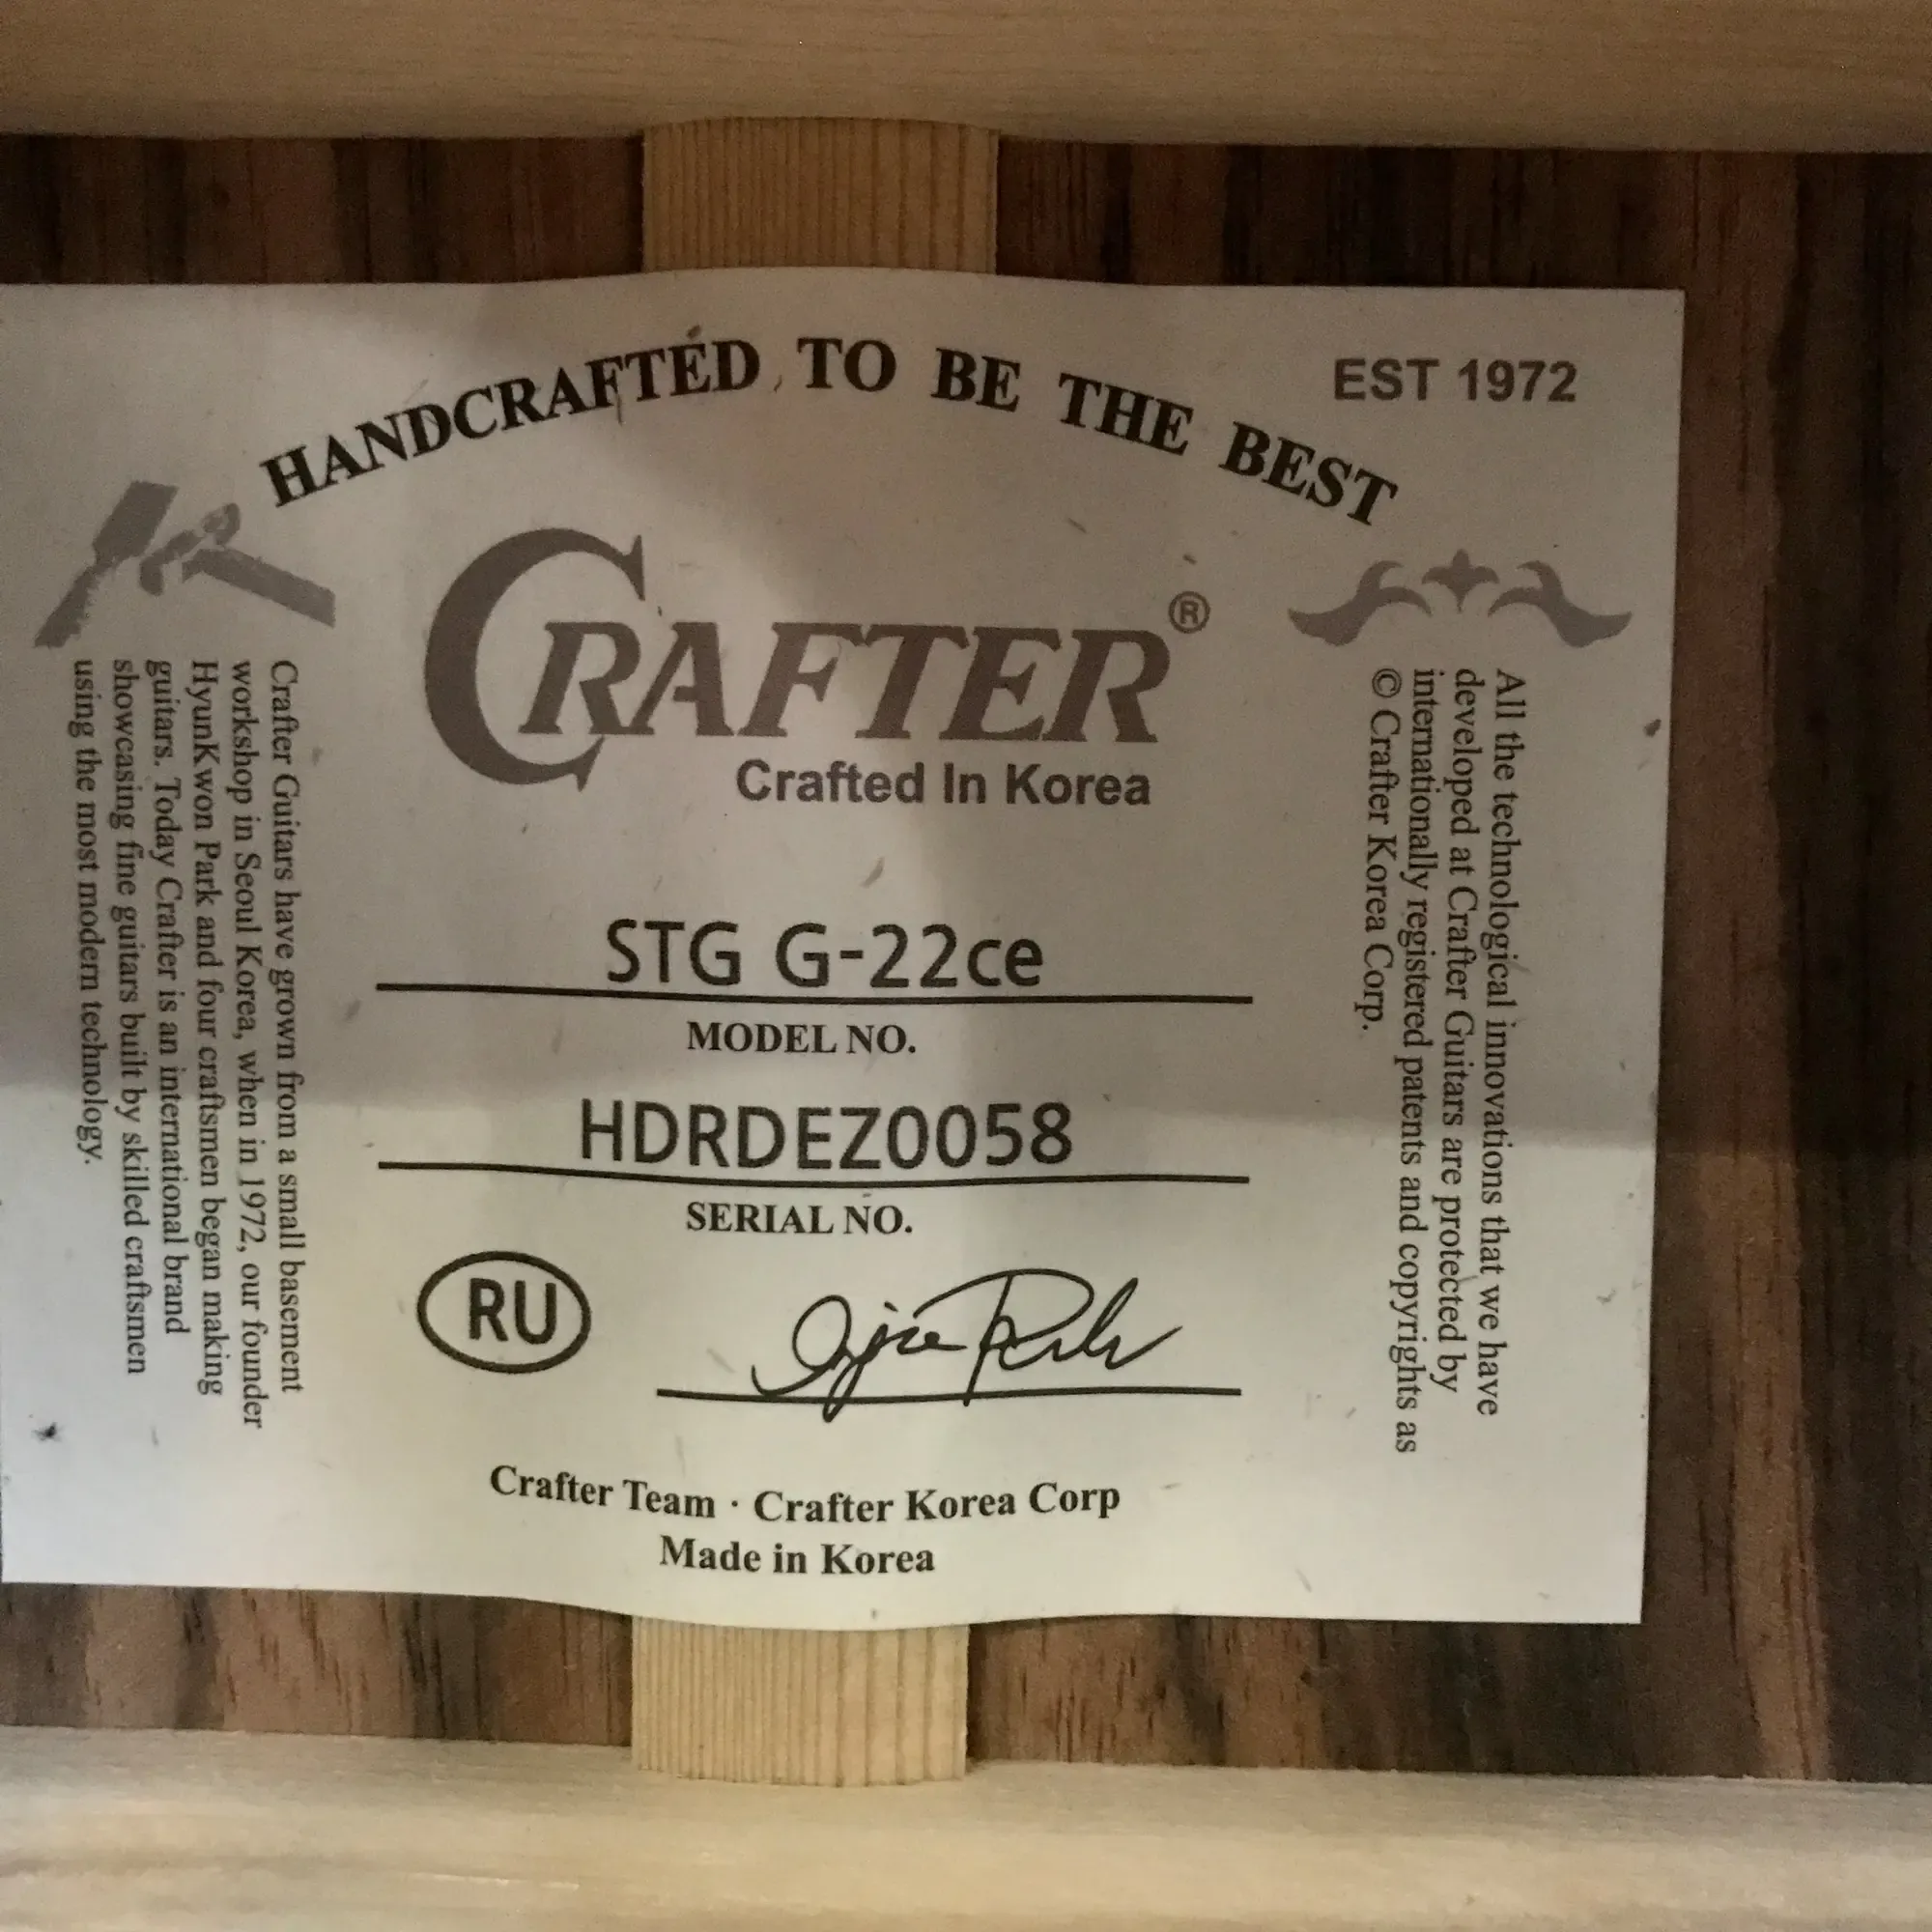 HANDCRAFTED TO BE THE BEST
EST 1972
CRAFTER®
Crafted In Korea
STG G-22ce
MODEL NO.
HDRDEZ0058
SERIAL NO.
RU
Crafter Team · Crafter Korea Corp
Made in Korea
Crafter Guitars have grown from a small basement
workshop in Seoul Korea, when in 1972, our founder
HyunKwon Park and four craftsmen began making
guitars. Today Crafter is an international brand
showcasing fine guitars built by skilled craftsmen
using the most modern technology.
All the technological innovations that we have
developed at Crafter Guitars are protected by
internationally registered patents and copyrights as
© Crafter Korea Corp.